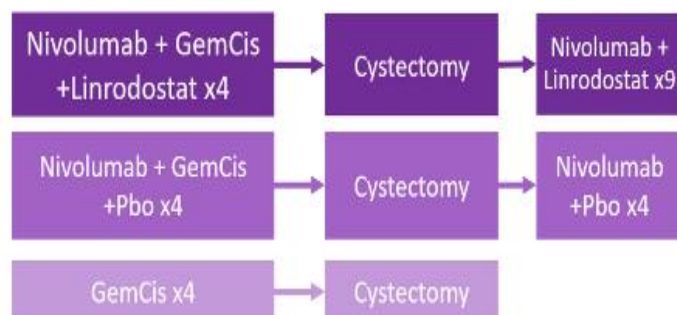 Nivolumab + GemCis
+Linrodostat x4
Cystectomy
Nivolumab +
Linrodostat x9
Nivolumab + GemCis
+Pbo x4
Cystectomy
Nivolumab
+Pbo x4
GemCis x4
Cystectomy